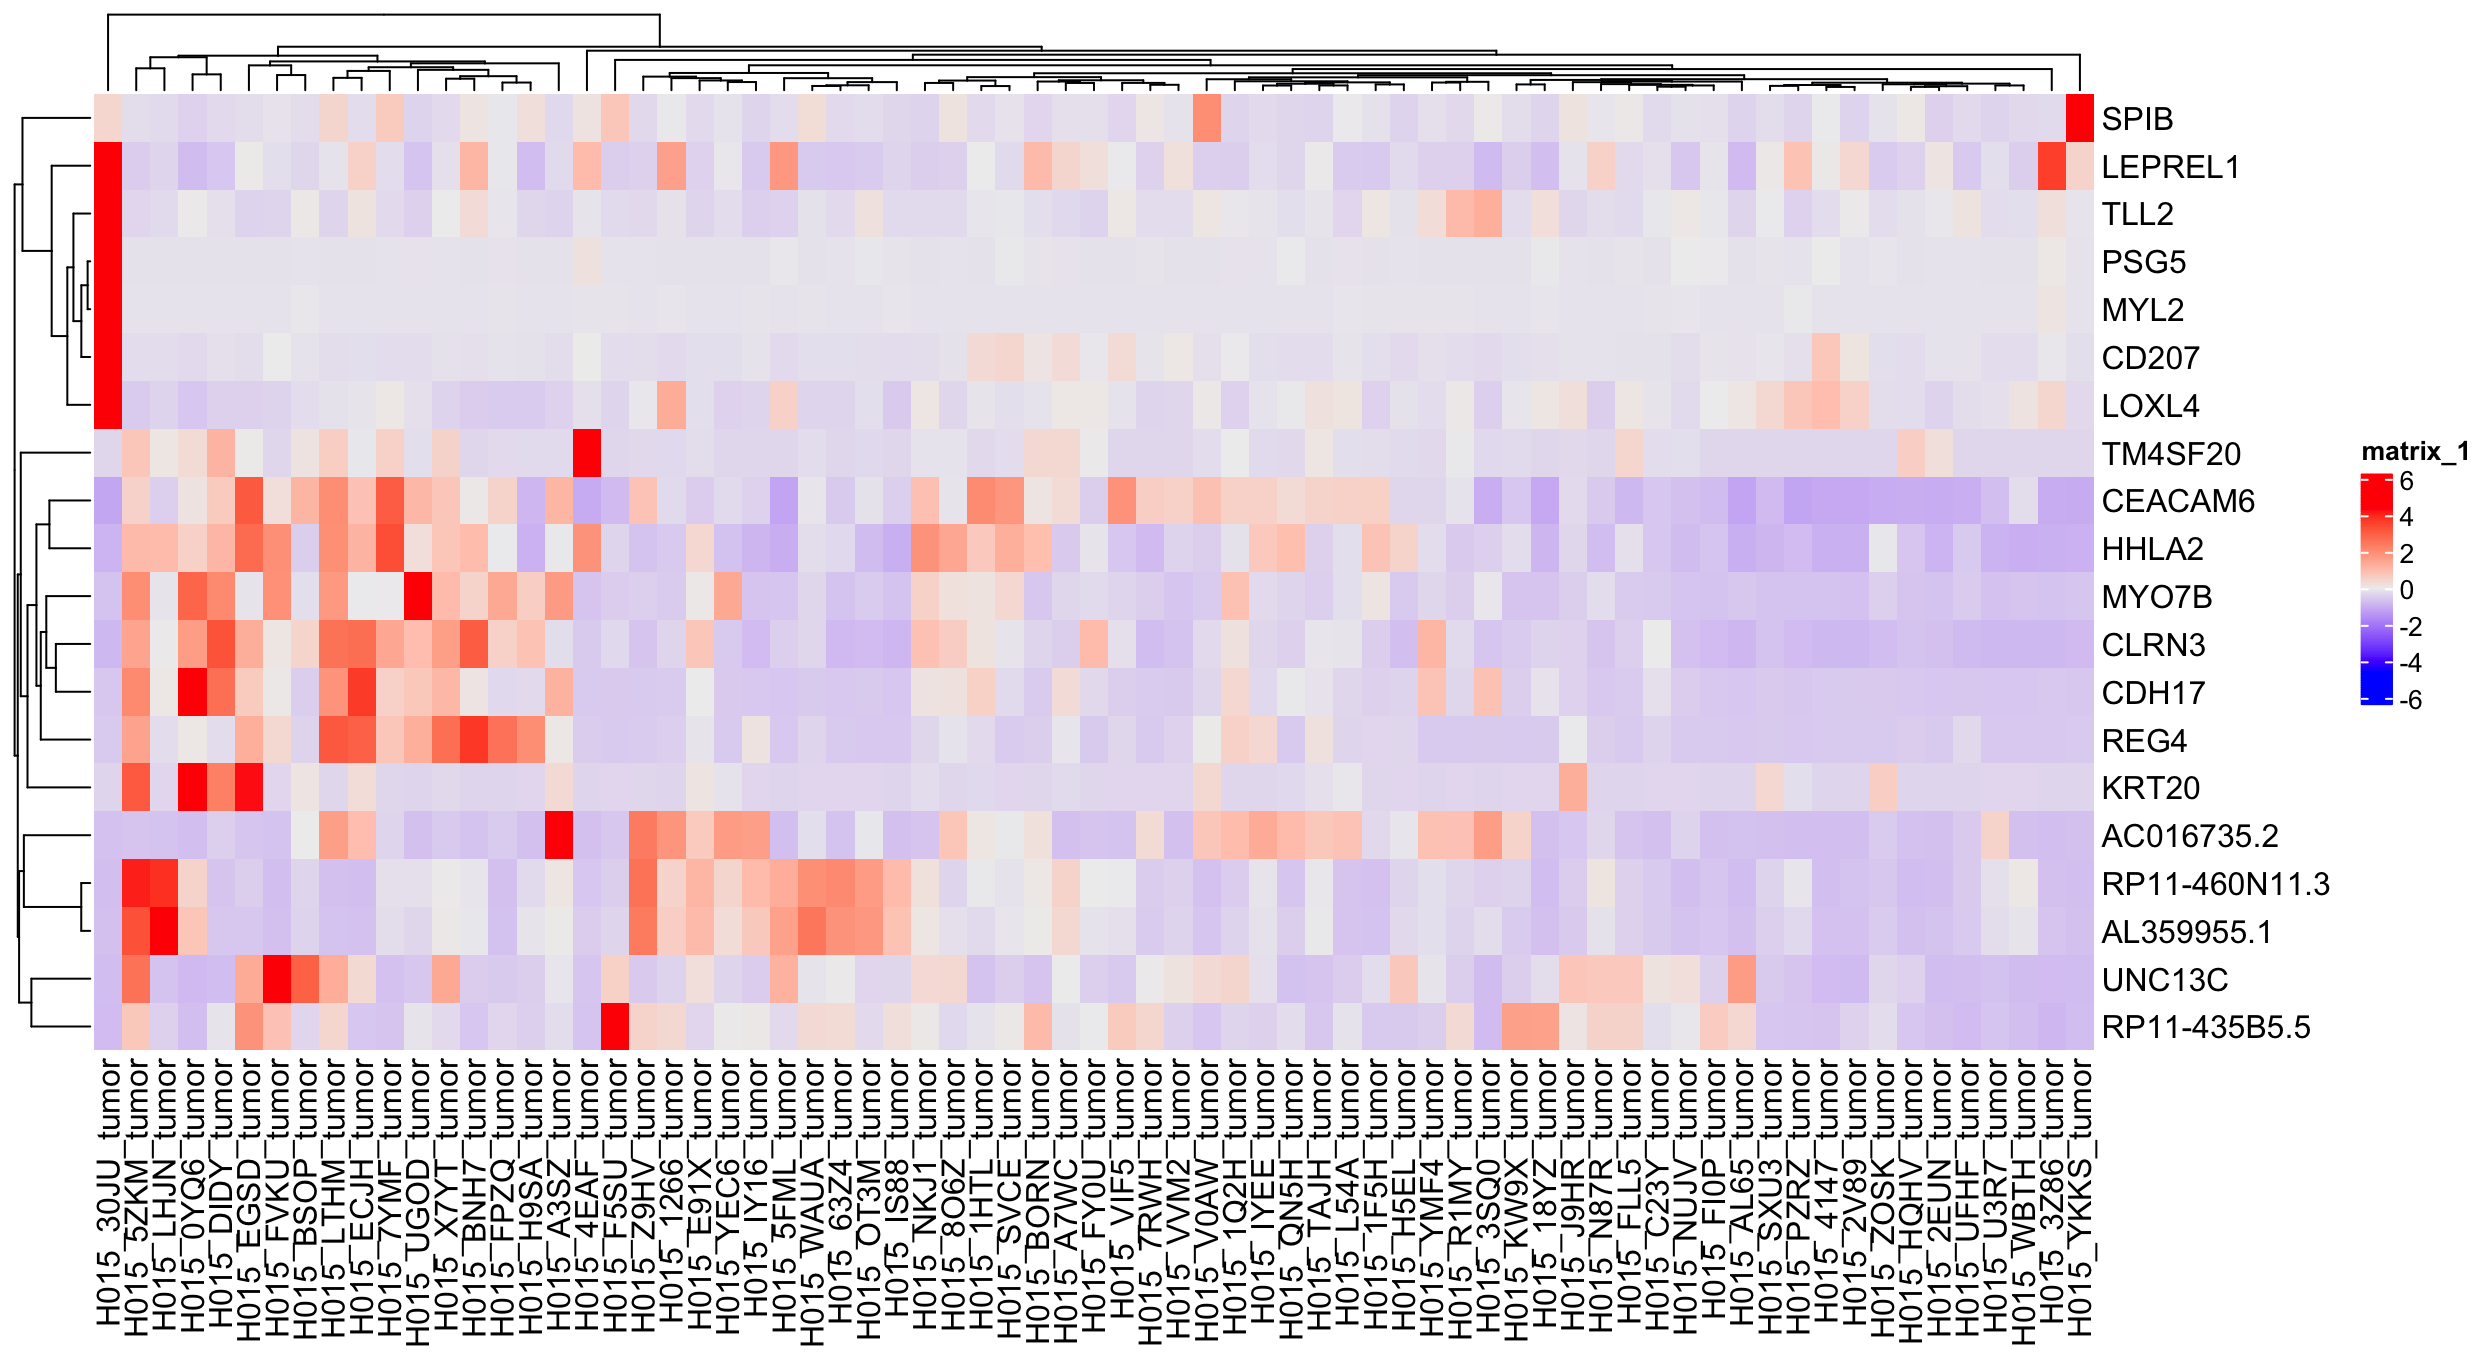 SPIB
LEPREL1
TLL2
PSG5
MYL2
CD207
LOXL4
TM4SF20
CEACAM6
HHLA2
MYO7B
CLRN3
CDH17
REG4
KRT20
AC016735.2
RP11-460N11.3
AL359955.1
UNC13C
RP11-435B5.5
matrix_1
6
4
2
0
-2
-4
-6
H015_30JU_tumor
H015_5ZKM_tumor
H015_LHJN_tumor
H015_0YQ6_tumor
H015_DIDY_tumor
H015_EGSD_tumor
H015_FVKU_tumor
H015_BSOP_tumor
H015_LTHM_tumor
H015_ECJH_tumor
H015_7YMF_tumor
H015_UGOD_tumor
H015_X7YT_tumor
H015_BNH7_tumor
H015_FPZQ_tumor
H015_H9SA_tumor
H015_A3SZ_tumor
H015_4EAF_tumor
H015_F5SU_tumor
H015_Z9HV_tumor
H015_1266_tumor
H015_E91X_tumor
H015_YEC6_tumor
H015_IY16_tumor
H015_5FML_tumor
H015_WAUA_tumor
H015_63Z4_tumor
H015_OT3M_tumor
H015_IS88_tumor
H015_NKJ1_tumor
H015_8O6Z_tumor
H015_1HTL_tumor
H015_SVCE_tumor
H015_BORN_tumor
H015_A7WC_tumor
H015_FY0U_tumor
H015_VIF5_tumor
H015_7RWH_tumor
H015_VVM2_tumor
H015_V0AW_tumor
H015_1Q2H_tumor
H015_IYEE_tumor
H015_QN5H_tumor
H015_TAJH_tumor
H015_L54A_tumor
H015_1F5H_tumor
H015_H5EL_tumor
H015_YMF4_tumor
H015_R1MY_tumor
H015_3SQ0_tumor
H015_KW9X_tumor
H015_18YZ_tumor
H015_J9HR_tumor
H015_N87R_tumor
H015_FLL5_tumor
H015_C23Y_tumor
H015_NUJV_tumor
H015_FI0P_tumor
H015_AL65_tumor
H015_SXU3_tumor
H015_PZRZ_tumor
H015_4147_tumor
H015_2V89_tumor
H015_ZOSK_tumor
H015_HQHV_tumor
H015_2EUN_tumor
H015_UFHF_tumor
H015_U3R7_tumor
H015_WBTH_tumor
H015_3Z86_tumor
H015_YKKS_tumor